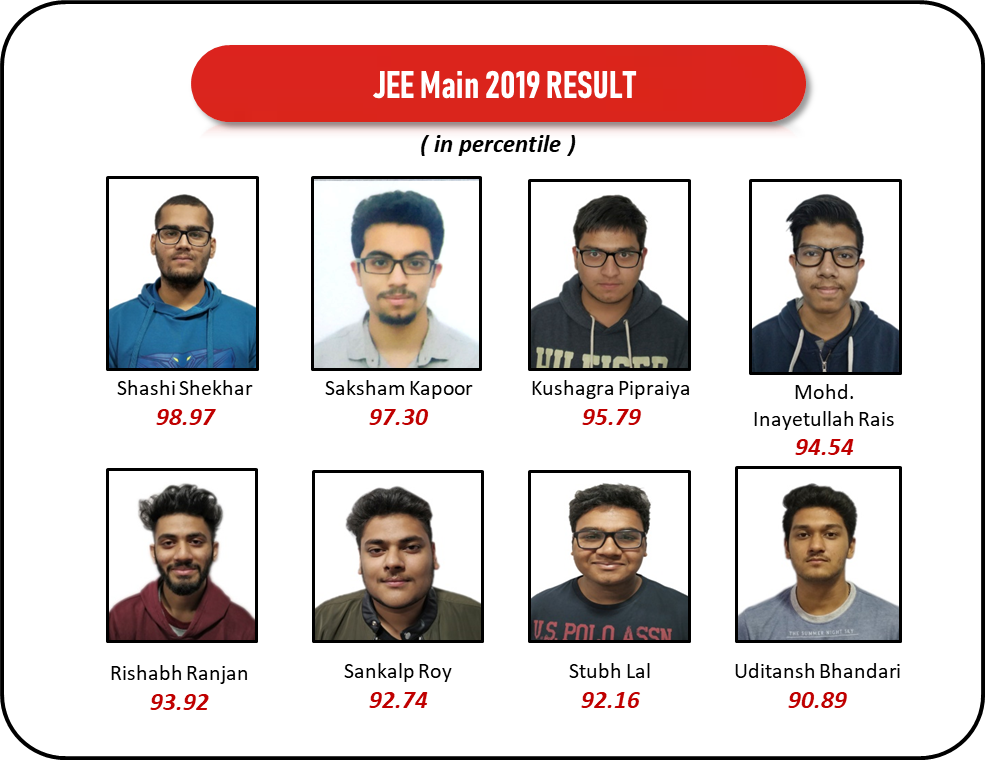 JEE Main 2019 RESULT
( in percentile )
Shashi Shekhar
98.97
Saksham Kapoor
97.30
Kushagra Pipraiya
95.79
Mohd.
Inayetullah Rais
94.54
HILFIGER
Rishabh Ranjan
93.92
Sankalp Roy
92.74
U.S. POLO ASSN
Stubh Lal
92.16
Uditansh Bhandari
90.89